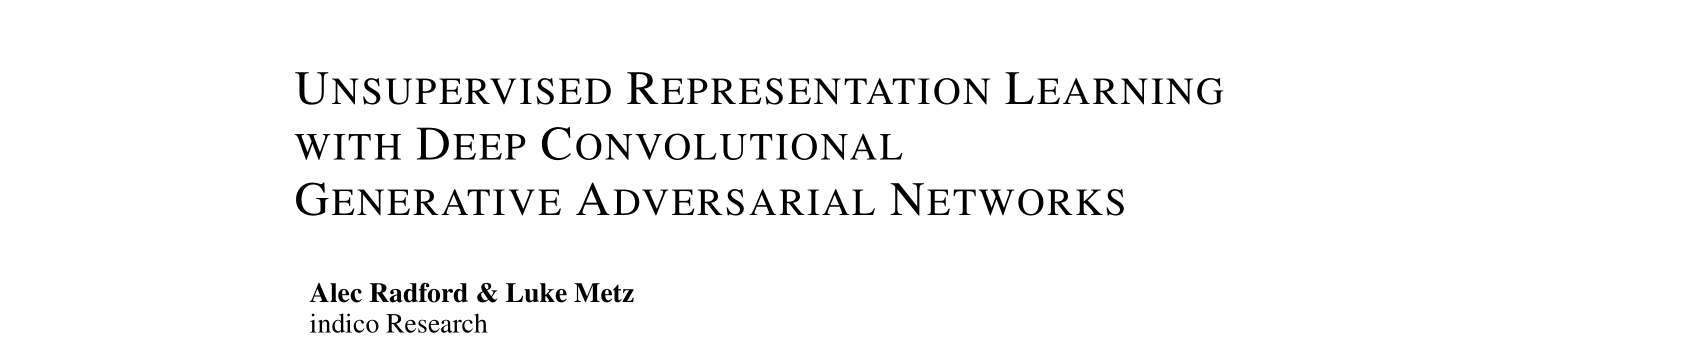 UNSUPERVISED REPRESENTATION LEARNING
WITH DEEP CONVOLUTIONAL
GENERATIVE ADVERSARIAL NETWORKS
Alec Radford & Luke Metz
indico Research